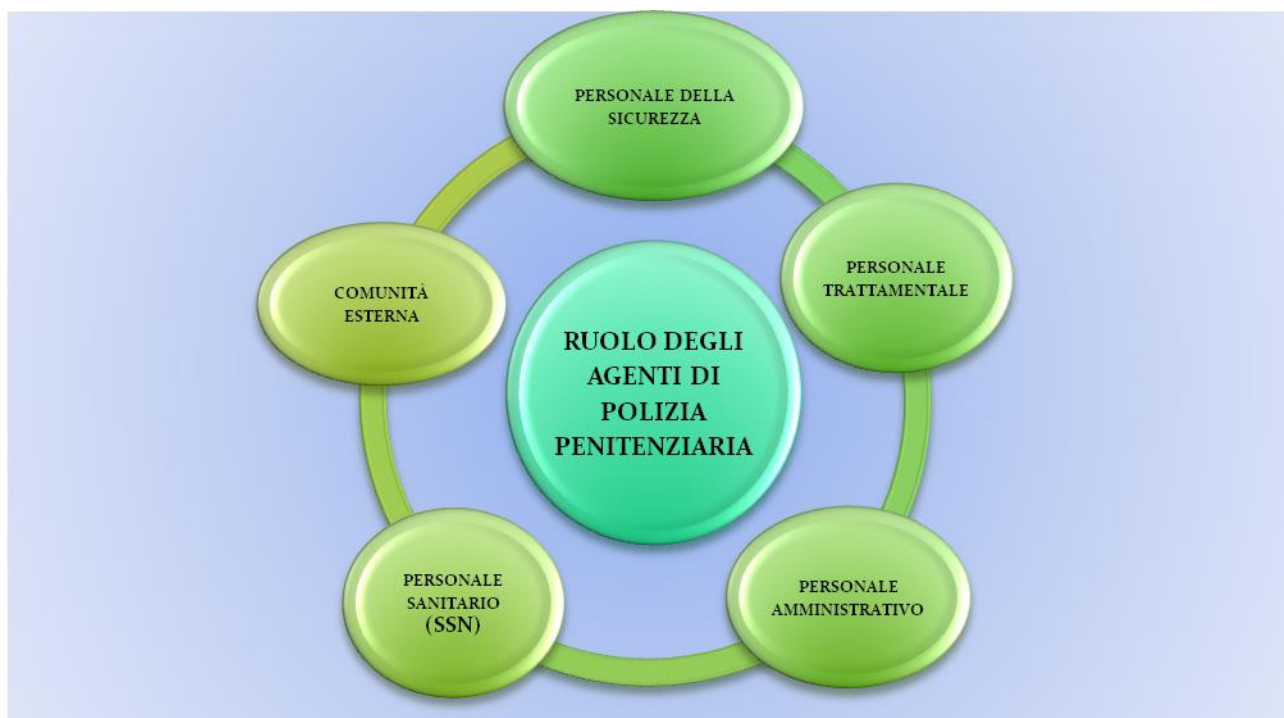 PERSONALE DELLA
SICUREZZA
PERSONALE
TRATTAMENTALE
COMUNITÀ
ESTERNA
RUOLO DEGLI
AGENTI DI
POLIZIA
PENITENZIARIA
PERSONALE
SANITARIO
(SSN)
PERSONALE
AMMINISTRATIVO